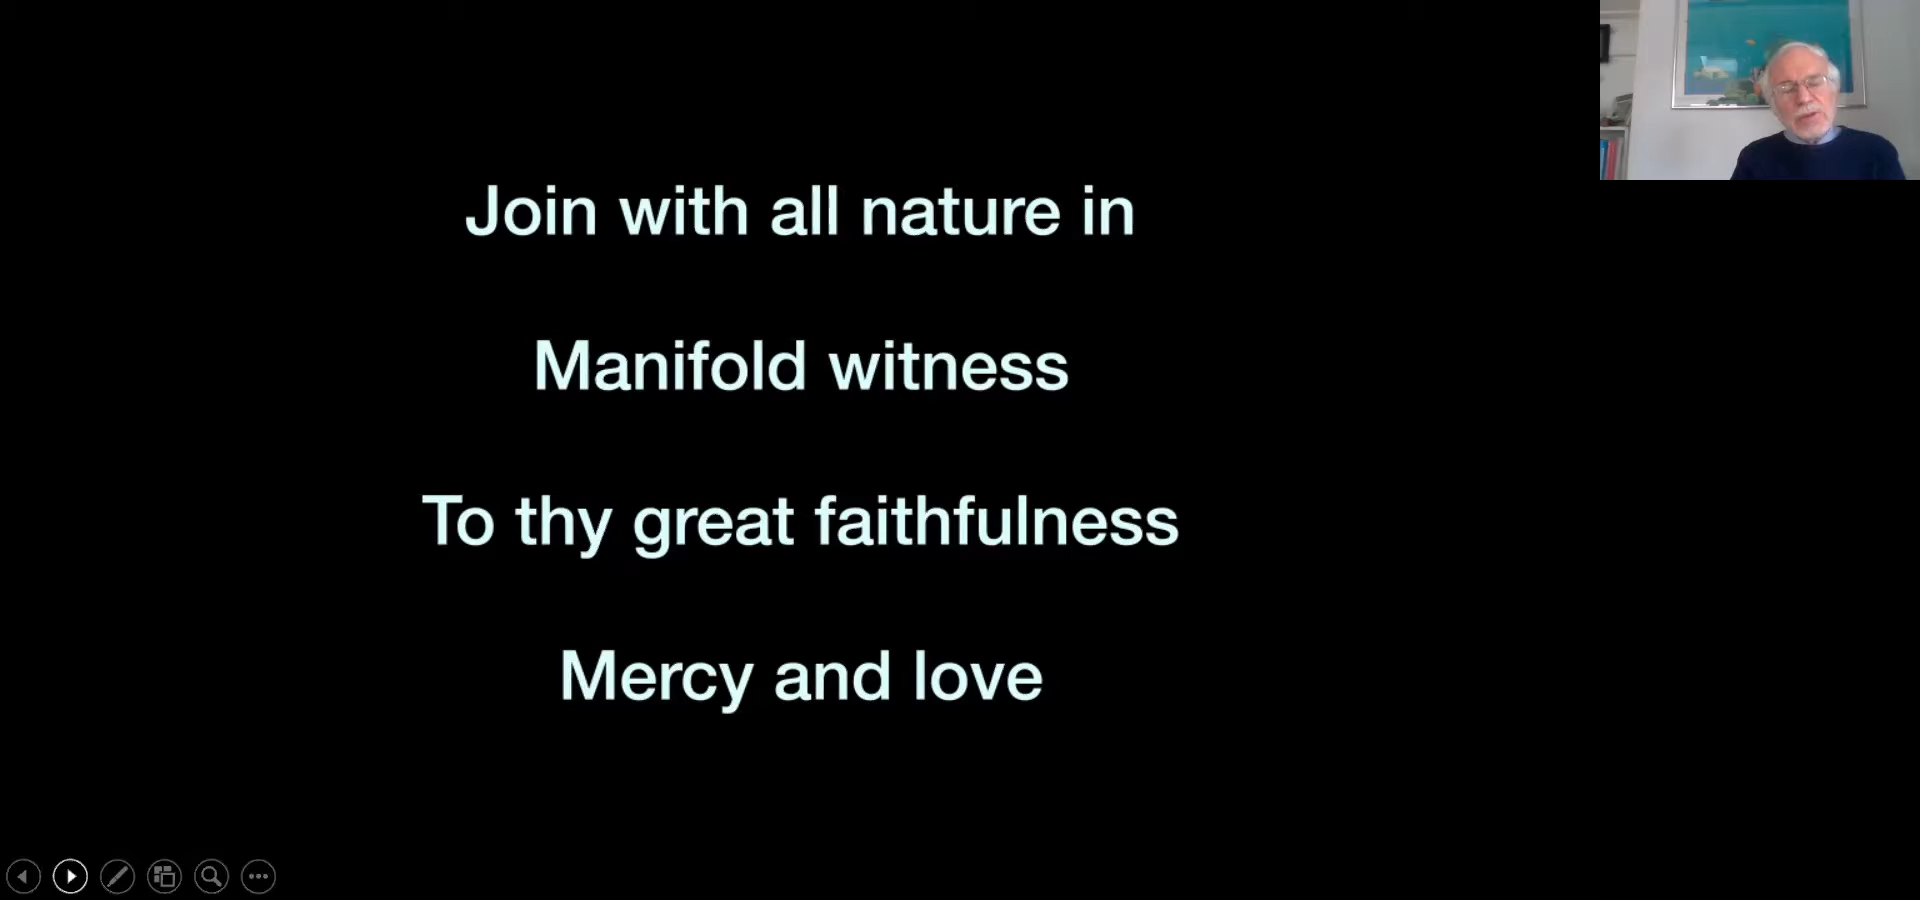 Join with all nature in
Manifold witness
To thy great faithfulness
Mercy and love